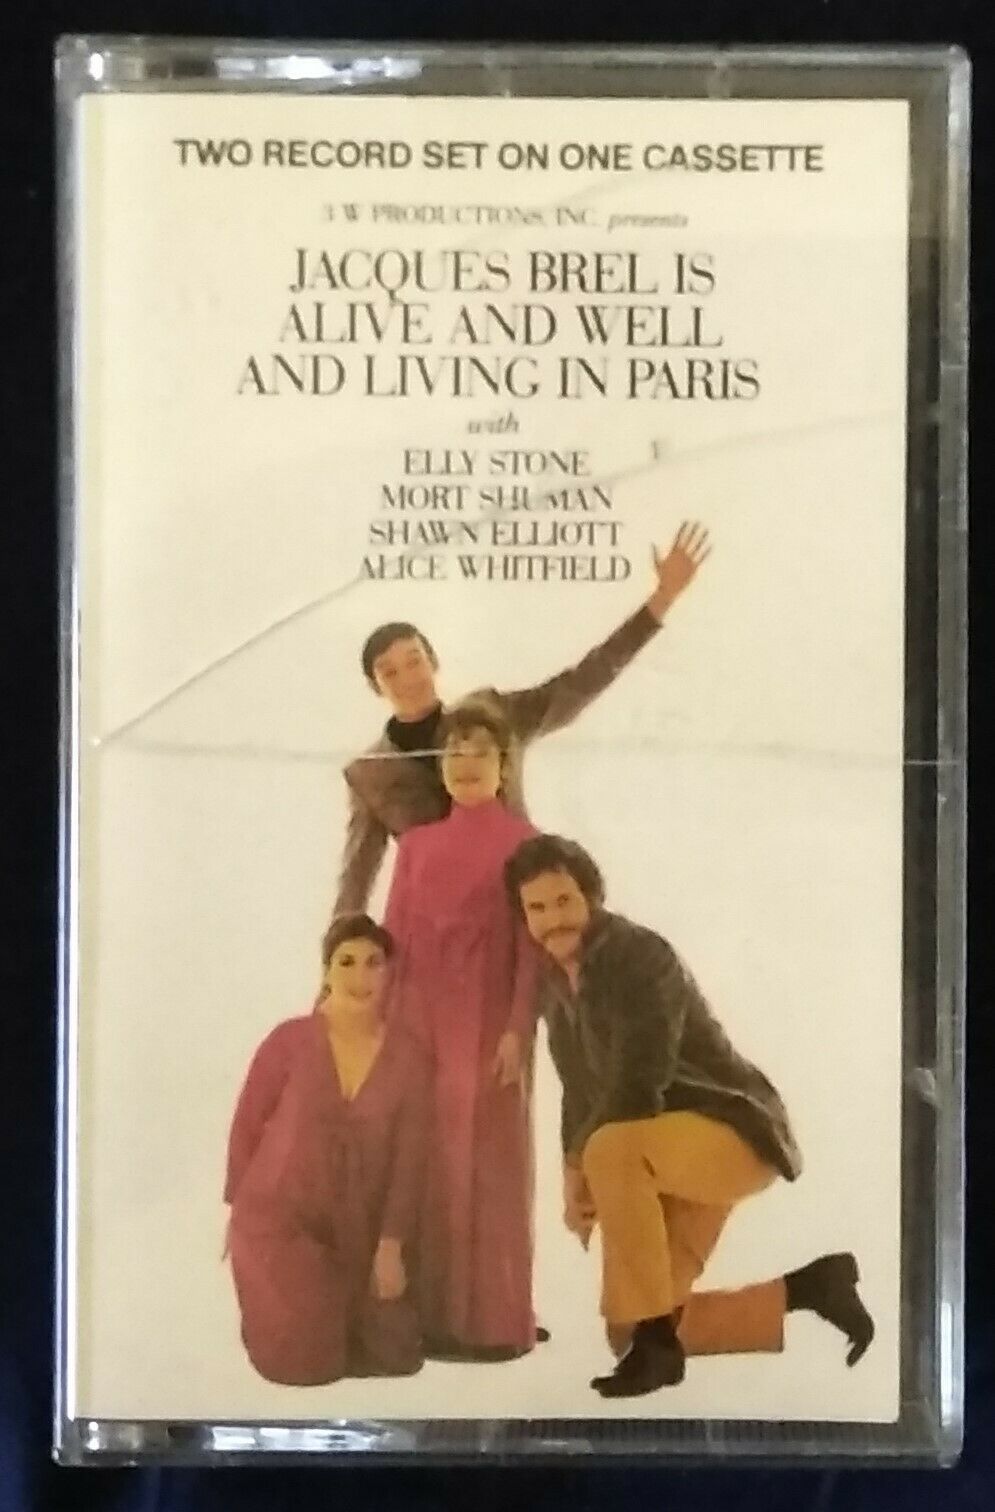 TWO RECORD SET ON ONE CASSETTE
3 W PRODUCTIONS, INC. presents
JACQUES BREL IS
ALIVE AND WELL
AND LIVING IN PARIS
with
ELLY STONE
MORT SHUMAN
SHAWN ELLIOTT
ALICE WHITFIELD